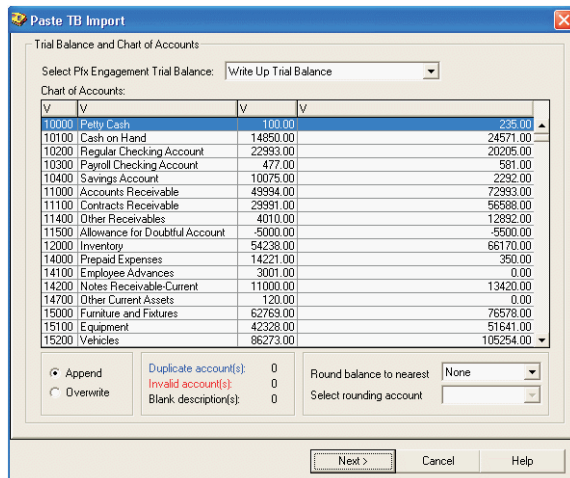 Paste TB Import
Trial Balance and Chart of Accounts
Select Pfx Engagement Trial Balance: Write Up Trial Balance
Chart of Accounts:
V V V V
10000 Petty Cash 100.00 235.00
10100 Cash on Hand 14850.00 24571.00
10200 Regular Checking Account 22993.00 20205.00
10300 Payroll Checking Account 477.00 581.00
10400 Savings Account 10075.00 2292.00
11000 Accounts Receivable 49994.00 72993.00
11100 Contracts Receivable 29991.00 56588.00
11400 Other Receivables 4010.00 12892.00
11500 Allowance for Doubtful Account -5000.00 -5500.00
12000 Inventory 54238.00 66170.00
14000 Prepaid Expenses 14221.00 350.00
14100 Employee Advances 3001.00 0.00
14200 Notes Receivable-Current 11000.00 13420.00
14700 Other Current Assets 120.00 0.00
15000 Furniture and Fixtures 62769.00 76578.00
15100 Equipment 42328.00 51641.00
15200 Vehicles 86273.00 105254.00
Append
Overwrite
Duplicate account(s): 0
Invalid account(s): 0
Blank description(s): 0
Round balance to nearest None
Select rounding account
Next > Cancel Help